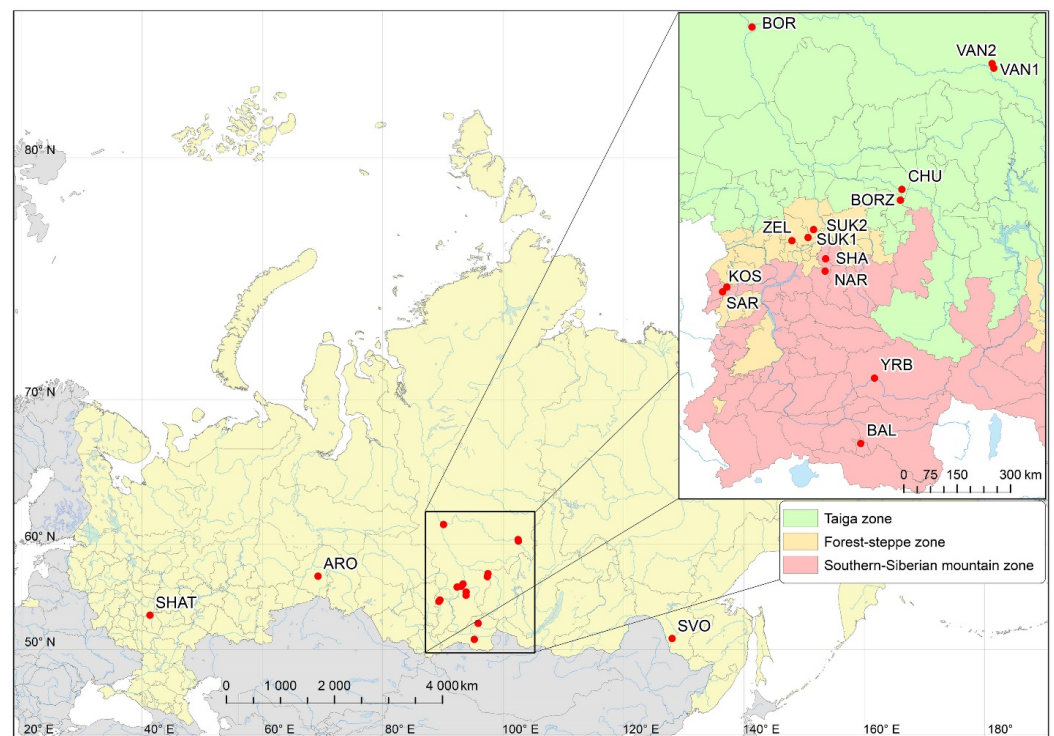 BOR
VAN2
VAN1
80° N
CHU
BORZ
ZEL
SUK2
SUK1
SHA
NAR
KOS
SAR
70° N
YRB
BAL
0 75 150 300 km
Taiga zone
Forest-steppe zone
Southern-Siberian mountain zone
60° N
ARO
SHAT
SVO
50° N
0 1 000 2 000 4 000 km
20° E 40° E 60° E 80° E 100° E 120° E 140° E 160° E 180°